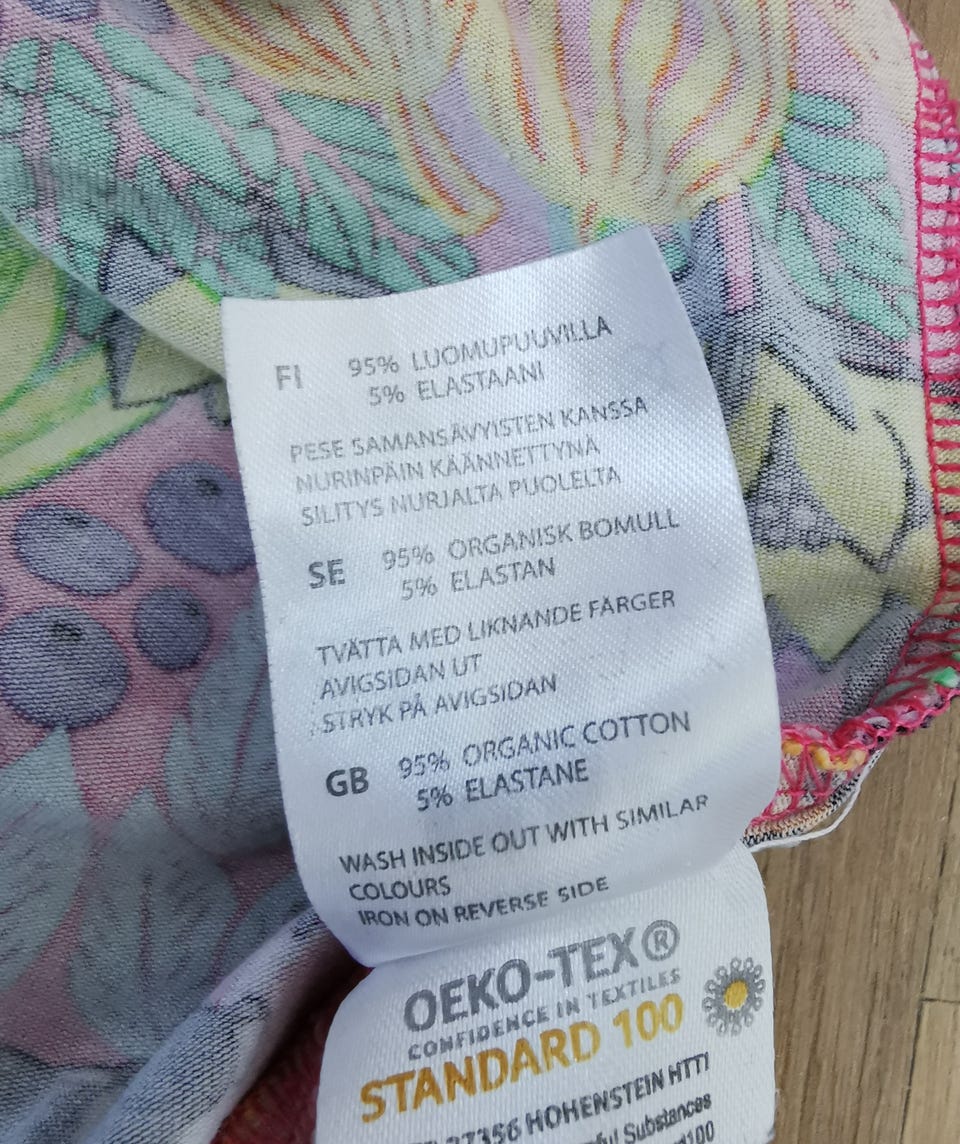 FI 95% LUOMUPUUVILLA
5% ELASTAANI
PESE SAMANSÄVYISTEN KANSSA
NURINPÄIN KÄÄNNETTYNÄ
SILITYS NURJALTA PUOLELTA
SE 95% ORGANISK BOMULL
5% ELASTAN
TVÄTTA MED LIKNANDE FÄRGER
AVIGSIDAN UT
STRYK PÅ AVIGSIDAN
GB 95% ORGANIC COTTON
5% ELASTANE
WASH INSIDE OUT WITH SIMILAR
COLOURS
IRON ON REVERSE SIDE
OEKO-TEX®
CONFIDENCE IN TEXTILES
STANDARD 100
27356 HOHENSTEIN HTTI
Substances